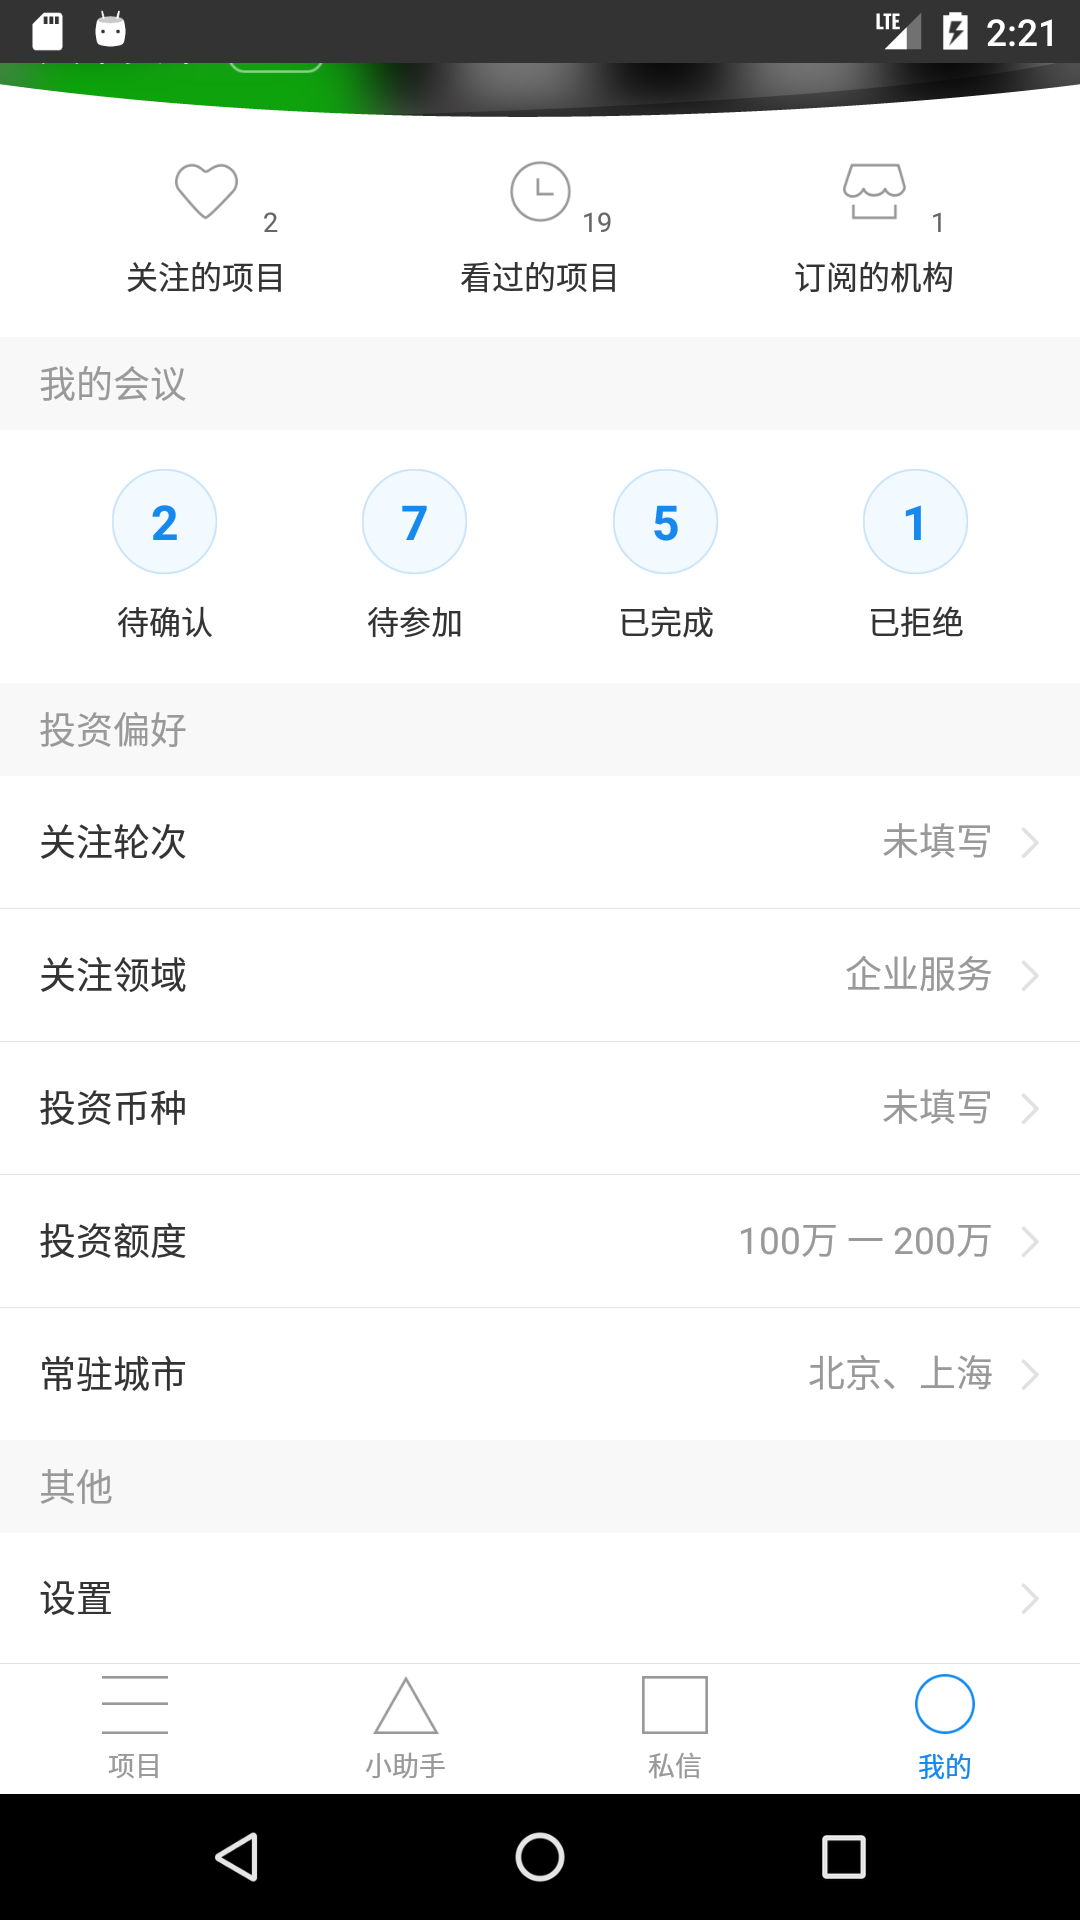 LTE 2:21
2 19 1
关注的项目 看过的项目 订阅的机构
我的会议
2 7 5 1
待确认 待参加 已完成 已拒绝
投资偏好
关注轮次 未填写
关注领域 企业服务
投资币种 未填写
投资额度 100万 一 200万
常驻城市 北京、上海
其他
设置
项目 小助手 私信 我的